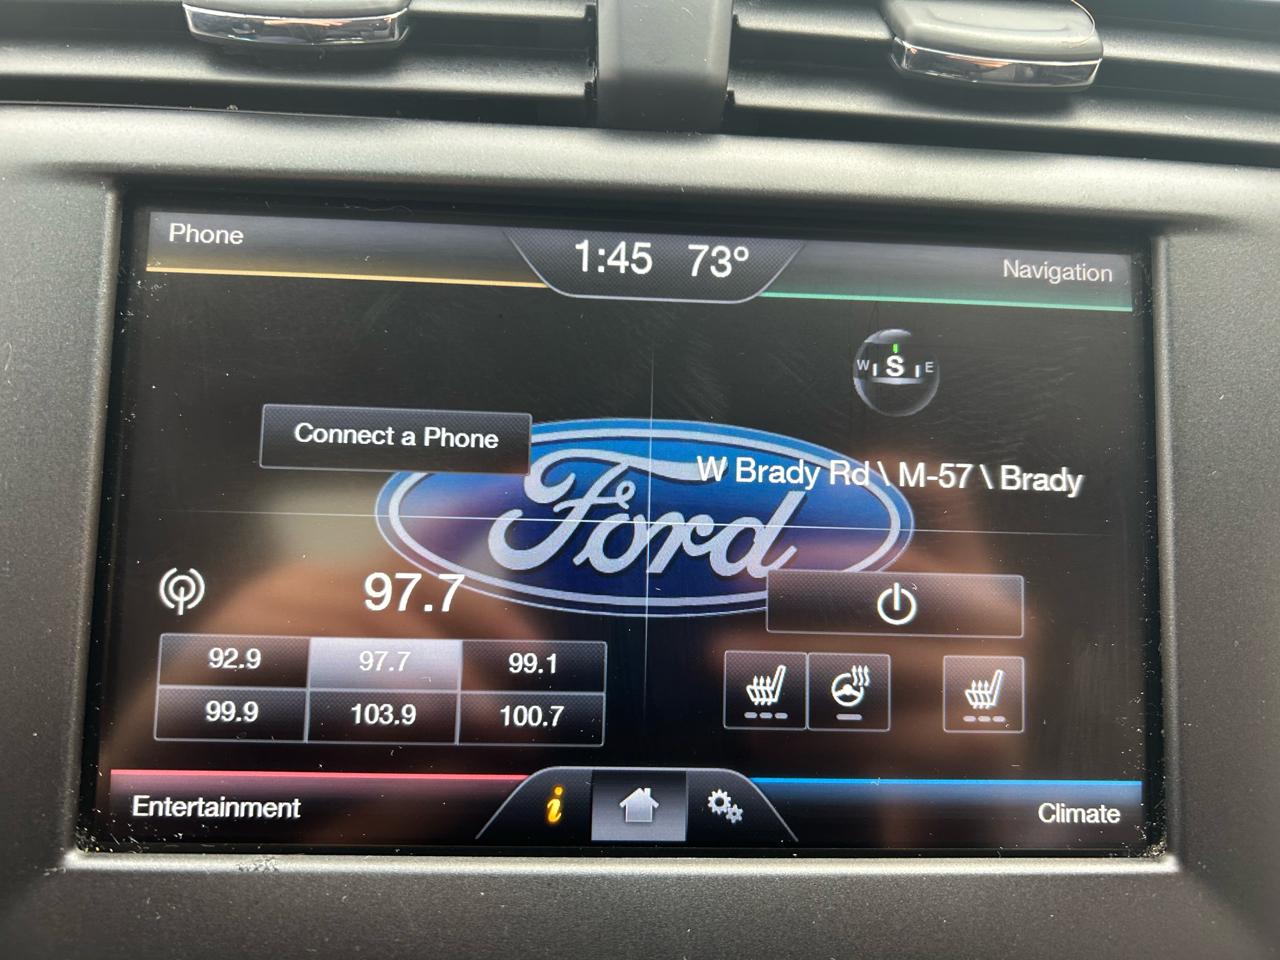 Phone
1:45 73°
Navigation
W S E
Connect a Phone
W Brady Rd \ M-57 \ Brady
Ford
97.7
92.9 97.7 99.1
99.9 103.9 100.7
Entertainment
i
Climate